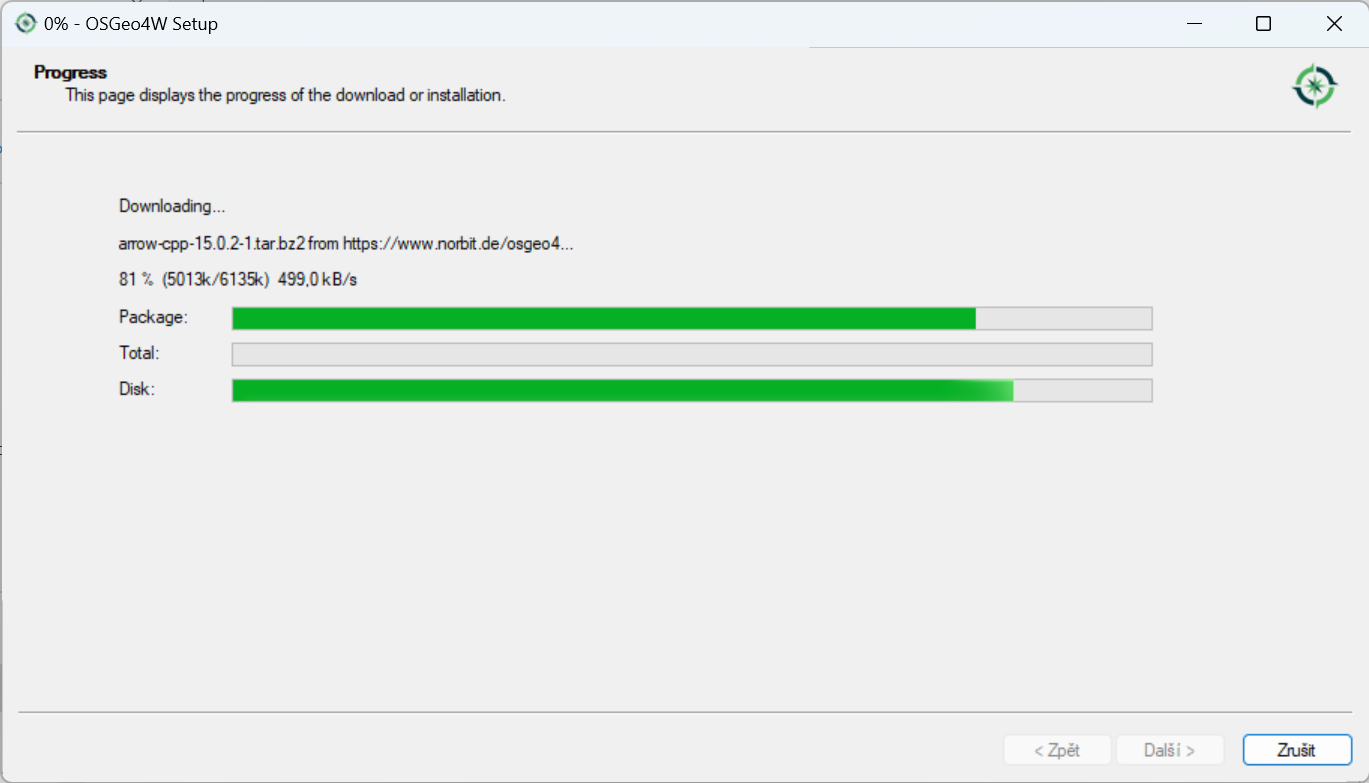 0% - OSGeo4W Setup
Progress
This page displays the progress of the download or installation.
Downloading...
arrow-cpp-15.0.2-1.tar.bz2 from https://www.norbit.de/osgeo4...
81 % (5013k/6135k) 499,0 kB/s
Package:
Total:
Disk:
< Zpět Další > Zrušit